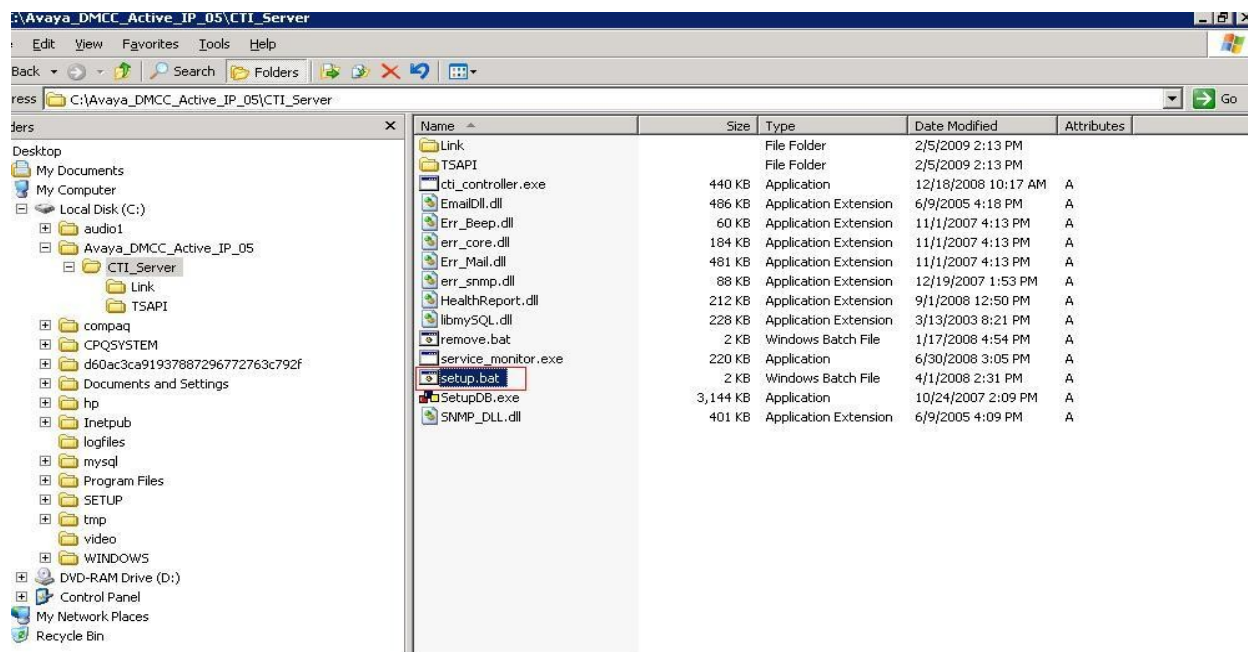 :\Avaya_DMCC_Active_IP_05\CTI_Server
Edit View Favorites Tools Help
Back Search Folders
ress C:\Avaya_DMCC_Active_IP_05\CTI_Server Go
ders
Desktop
My Documents
My Computer
Local Disk (C:)
audio1
Avaya_DMCC_Active_IP_05
CTI_Server
Link
TSAPI
compaq
CPQSYSTEM
d60ac3ca91937887296772763c792f
Documents and Settings
hp
Inetpub
logfiles
mysql
Program Files
SETUP
tmp
video
WINDOWS
DVD-RAM Drive (D:)
Control Panel
My Network Places
Recycle Bin
Name Size Type Date Modified Attributes
Link File Folder 2/5/2009 2:13 PM
TSAPI File Folder 2/5/2009 2:13 PM
cti_controller.exe 440 KB Application 12/18/2008 10:17 AM A
EmailDll.dll 486 KB Application Extension 6/9/2005 4:18 PM A
Err_Beep.dll 60 KB Application Extension 11/1/2007 4:13 PM A
err_core.dll 184 KB Application Extension 11/1/2007 4:13 PM A
Err_Mail.dll 481 KB Application Extension 11/1/2007 4:13 PM A
err_snmp.dll 88 KB Application Extension 12/19/2007 1:53 PM A
HealthReport.dll 212 KB Application Extension 9/1/2008 12:50 PM A
libmySQL.dll 228 KB Application Extension 3/13/2003 8:21 PM A
remove.bat 2 KB Windows Batch File 1/17/2008 4:54 PM A
service_monitor.exe 220 KB Application 6/30/2008 3:05 PM A
setup.bat 2 KB Windows Batch File 4/1/2008 2:31 PM A
SetupDB.exe 3,144 KB Application 10/24/2007 2:09 PM A
SNMP_DLL.dll 401 KB Application Extension 6/9/2005 4:09 PM A